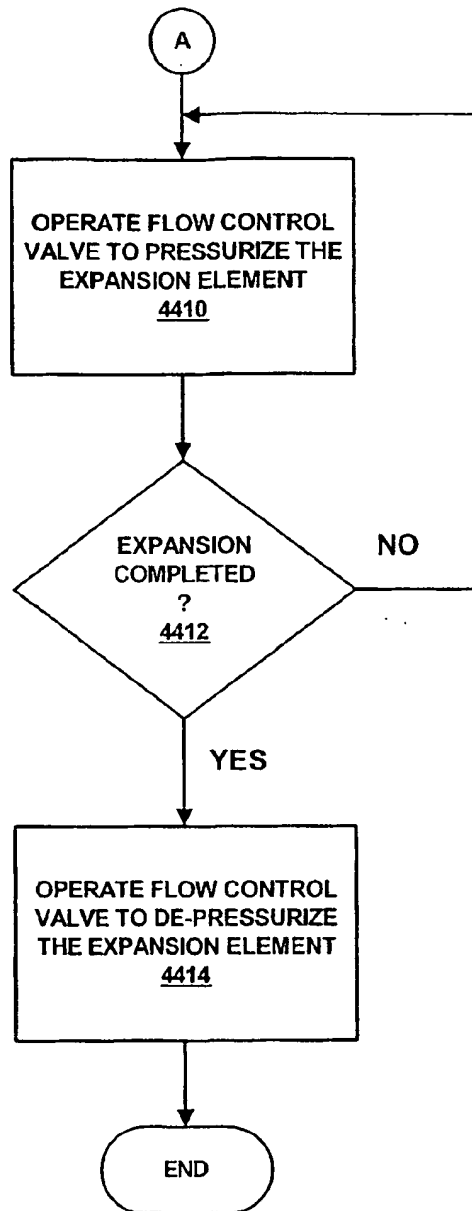 A
OPERATE FLOW CONTROL
VALVE TO PRESSURIZE THE
EXPANSION ELEMENT
4410
EXPANSION
COMPLETED
?
4412
NO
YES
OPERATE FLOW CONTROL
VALVE TO DE-PRESSURIZE
THE EXPANSION ELEMENT
4414
END